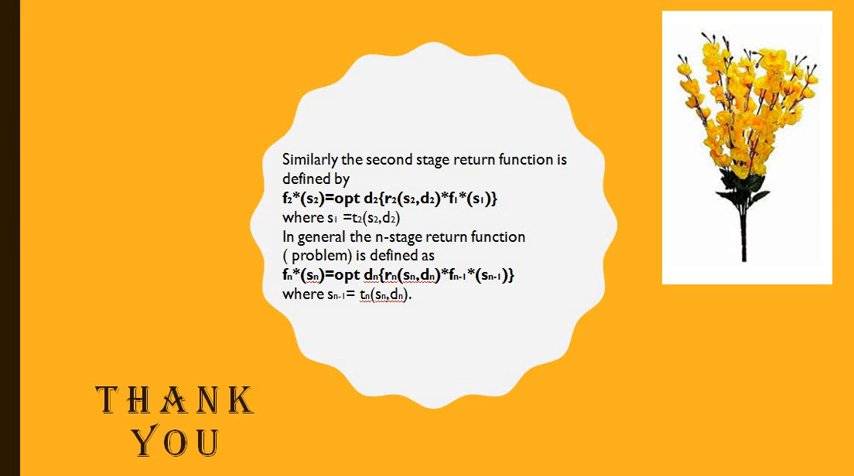 Similarly the second stage return function is
defined by
f₂*(s₂)=opt d₂{r₂(s₂,d₂)*f₁*(s₁)}
where s₁ =t₂(s₂,d₂)
In general the n-stage return function
( problem) is defined as
fₙ*(sₙ)=opt dₙ{rₙ(sₙ,dₙ)*fₙ₋₁*(sₙ₋₁)}
where sₙ₋₁= tₙ(sₙ,dₙ).
THANK
YOU